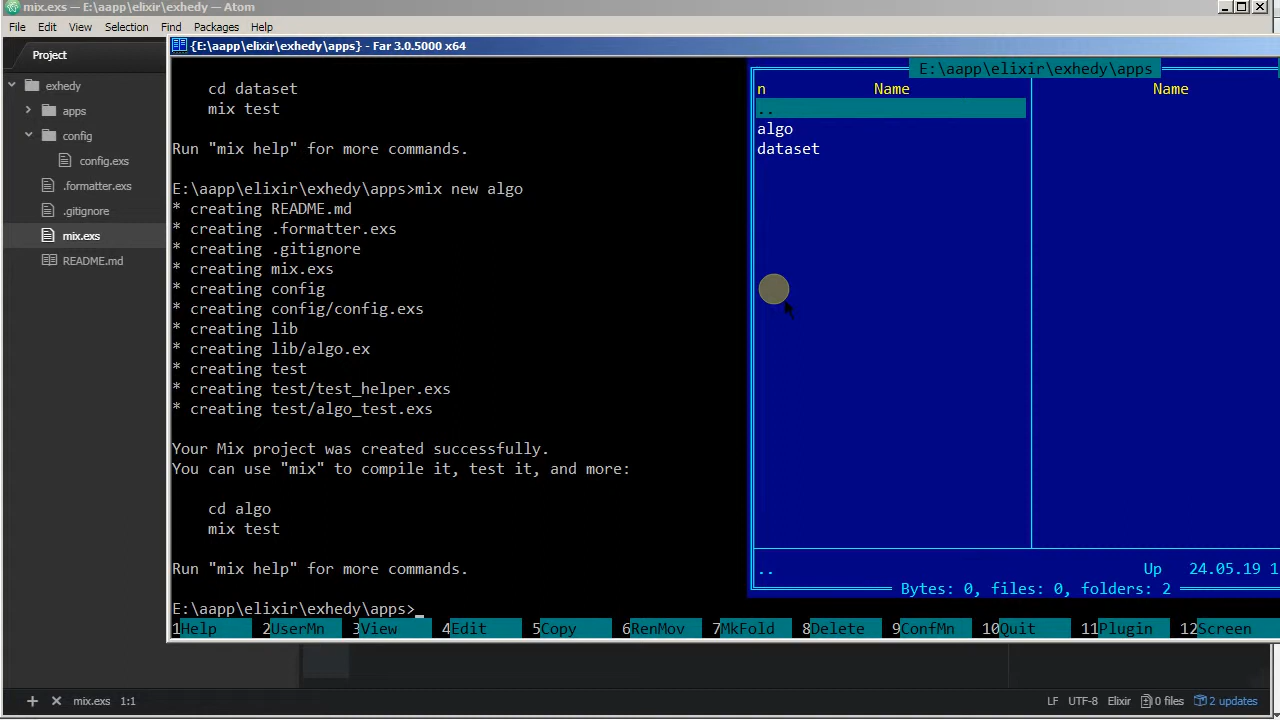 mix.exs — E:\aapp\elixir\exhedy — Atom
File Edit View Selection Find Packages Help
Project
exhedy
apps
config
config.exs
.formatter.exs
.gitignore
mix.exs
README.md
{E:\aapp\elixir\exhedy\apps} - Far 3.0.5000 x64
cd dataset
mix test
Run "mix help" for more commands.
E:\aapp\elixir\exhedy\apps>mix new algo
* creating README.md
* creating .formatter.exs
* creating .gitignore
* creating mix.exs
* creating config
* creating config/config.exs
* creating lib
* creating lib/algo.ex
* creating test
* creating test/test_helper.exs
* creating test/algo_test.exs
Your Mix project was created successfully.
You can use "mix" to compile it, test it, and more:
cd algo
mix test
Run "mix help" for more commands.
E:\aapp\elixir\exhedy\apps>_
E:\aapp\elixir\exhedy\apps
n Name Name
..
algo
dataset
.. Up 24.05.19 1
Bytes: 0, files: 0, folders: 2
1Help 2UserMn 3View 4Edit 5Copy 6RenMov 7MkFold 8Delete 9ConfMn 10Quit 11Plugin 12Screen
mix.exs 1:1 LF UTF-8 Elixir 0 files 2 updates